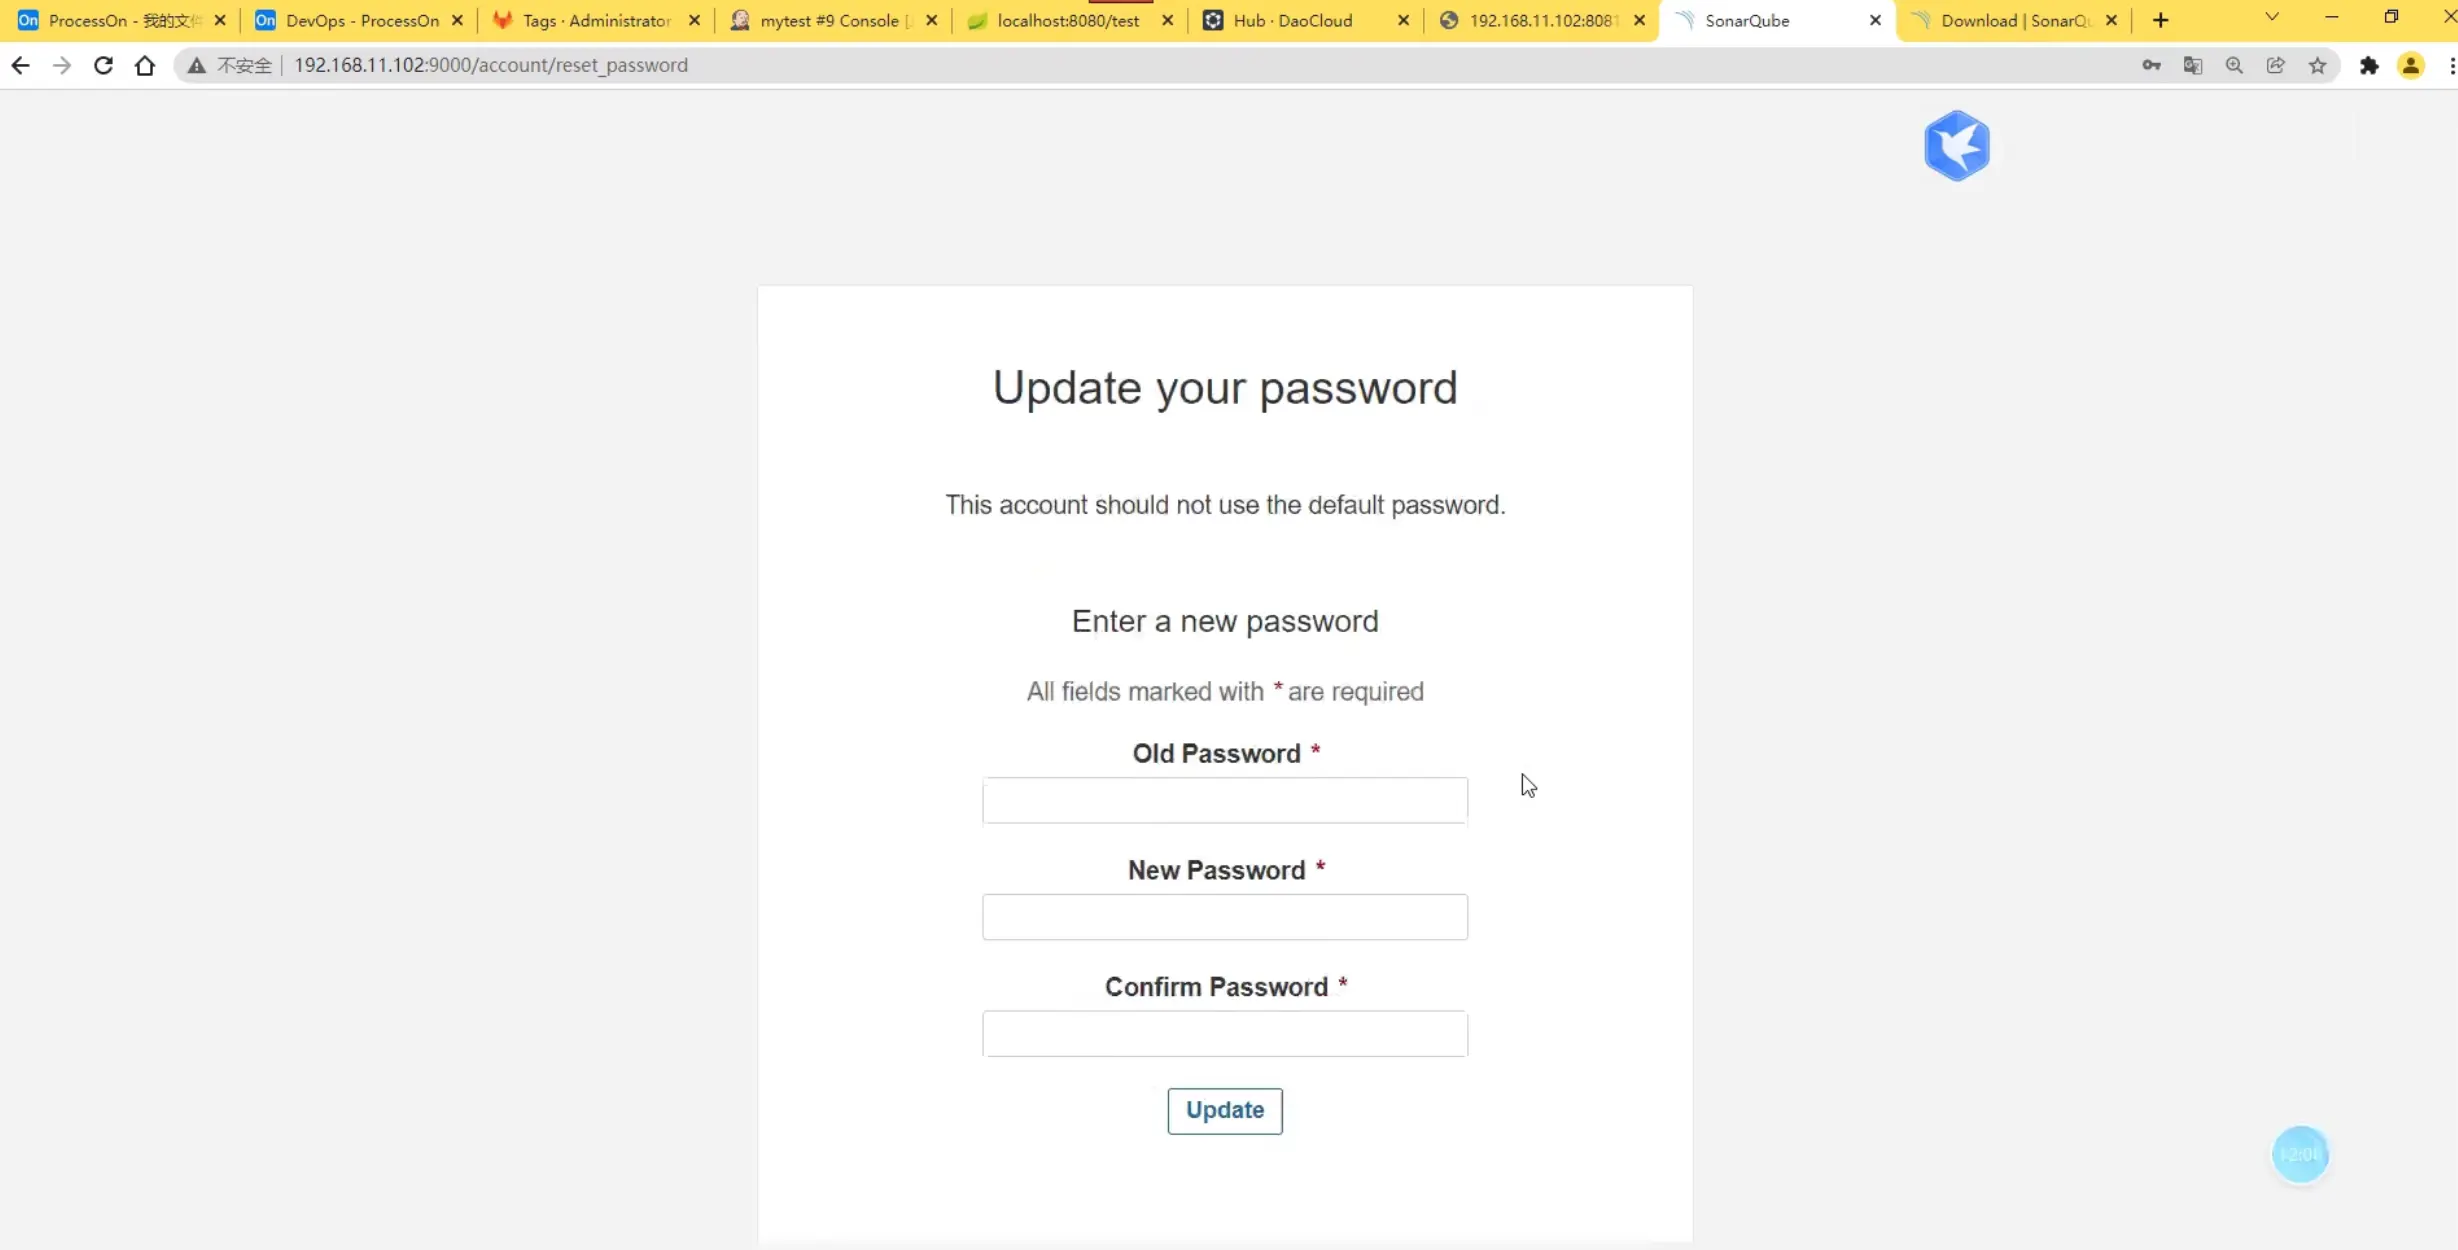 On ProcessOn - 我的文件
On DevOps - ProcessOn
Tags · Administrator
mytest #9 Console [
localhost:8080/test
Hub · DaoCloud
192.168.11.102:8081
SonarQube
Download | SonarQu
不安全 192.168.11.102:9000/account/reset_password
Update your password
This account should not use the default password.
Enter a new password
All fields marked with * are required
Old Password *
New Password *
Confirm Password *
Update